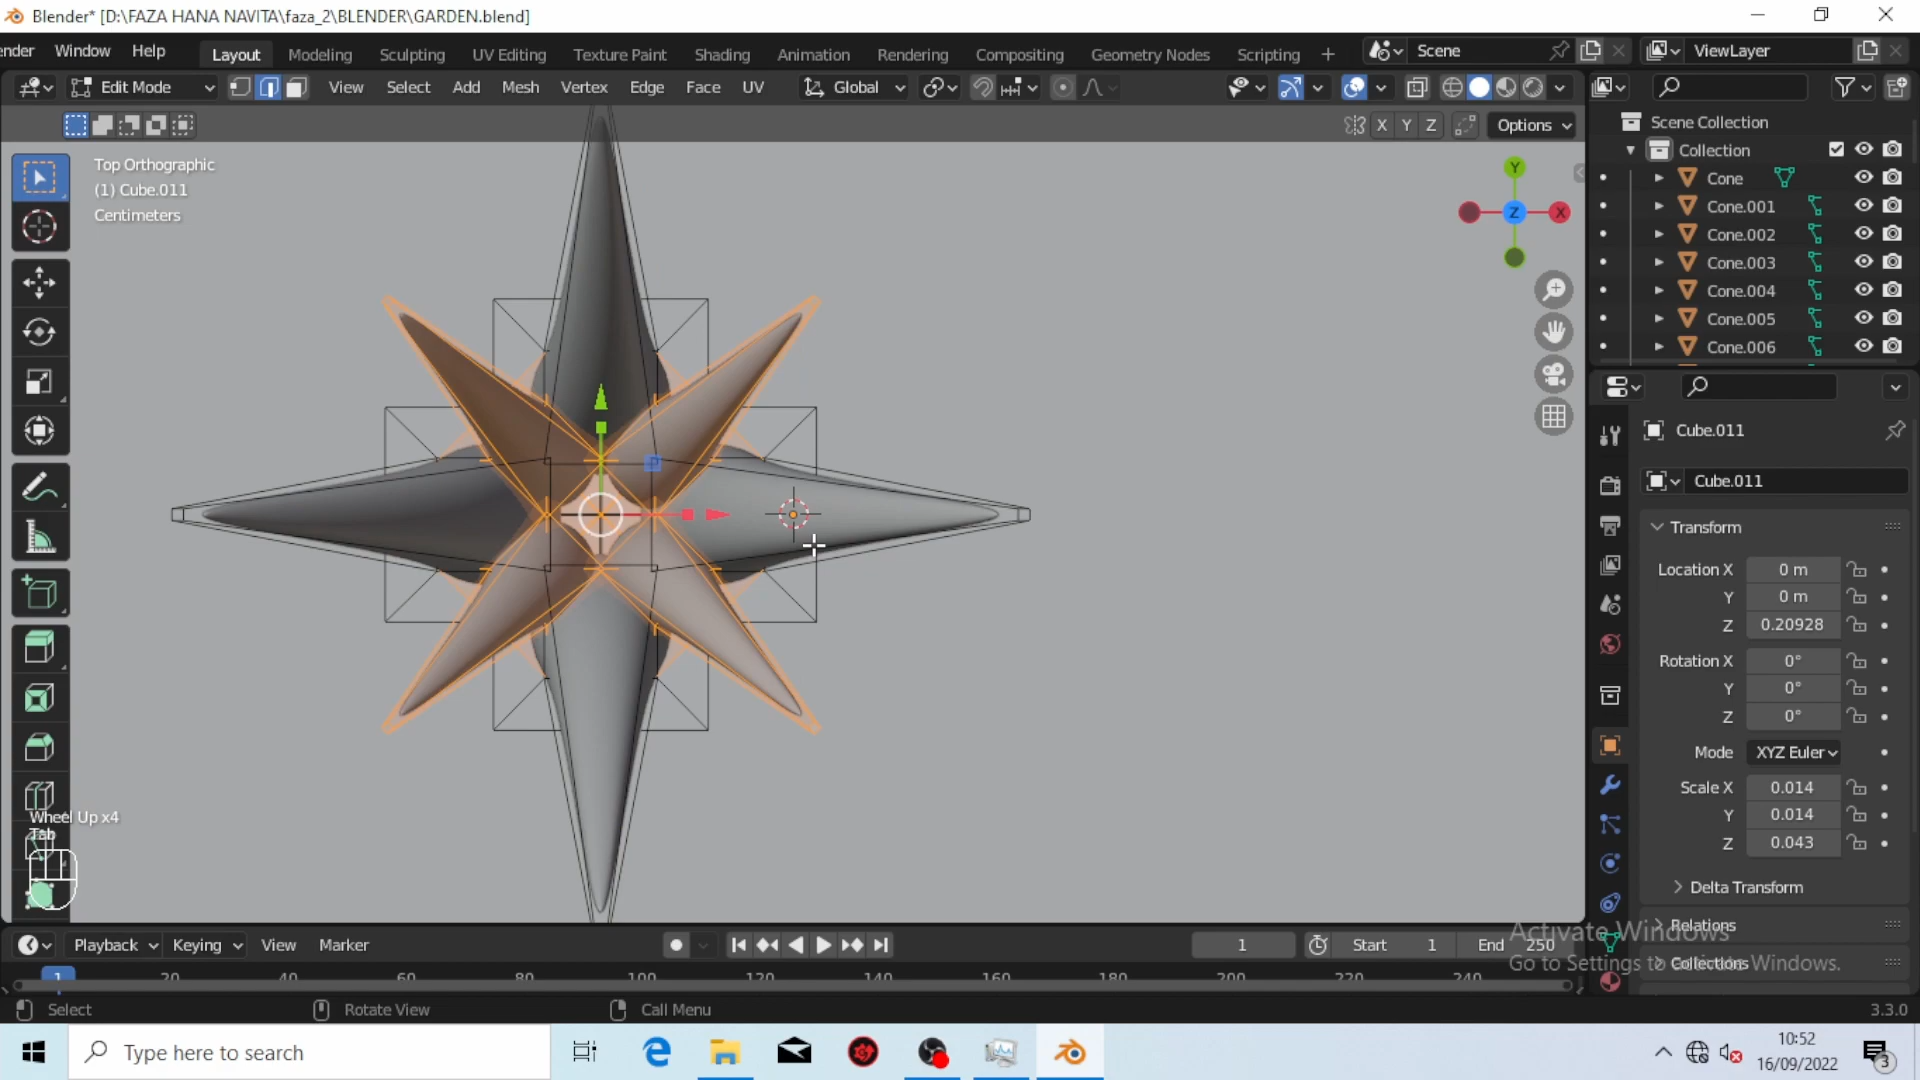 Blender* [D:\FAZA HANA NAVITA\faza_2\BLENDER\GARDEN.blend]
ender Window Help Layout Modeling Sculpting UV Editing Texture Paint Shading Animation Rendering Compositing Geometry Nodes Scripting + Scene ViewLayer
Edit Mode View Select Add Mesh Vertex Edge Face UV Global
X Y Z Options
Scene Collection
Collection
Cone
Cone.001
Cone.002
Cone.003
Cone.004
Cone.005
Cone.006
Top Orthographic
(1) Cube.011
Centimeters
Y
Z X
Cube.011
Cube.011
Transform
Location X 0 m
Y 0 m
Z 0.20928
Rotation X 0°
Y 0°
Z 0°
Mode XYZ Euler
Scale X 0.014
Y 0.014
Z 0.043
Delta Transform
Relations
Collections
Wheel Up x4
Tab
Activate Windows
Go to Settings to activate Windows.
Playback Keying View Marker 1 Start 1 End 250
1 20 40 60 80 100 120 140 160 180 200 220 240
Select Rotate View Call Menu 3.3.0
Type here to search
10:52
16/09/2022
3